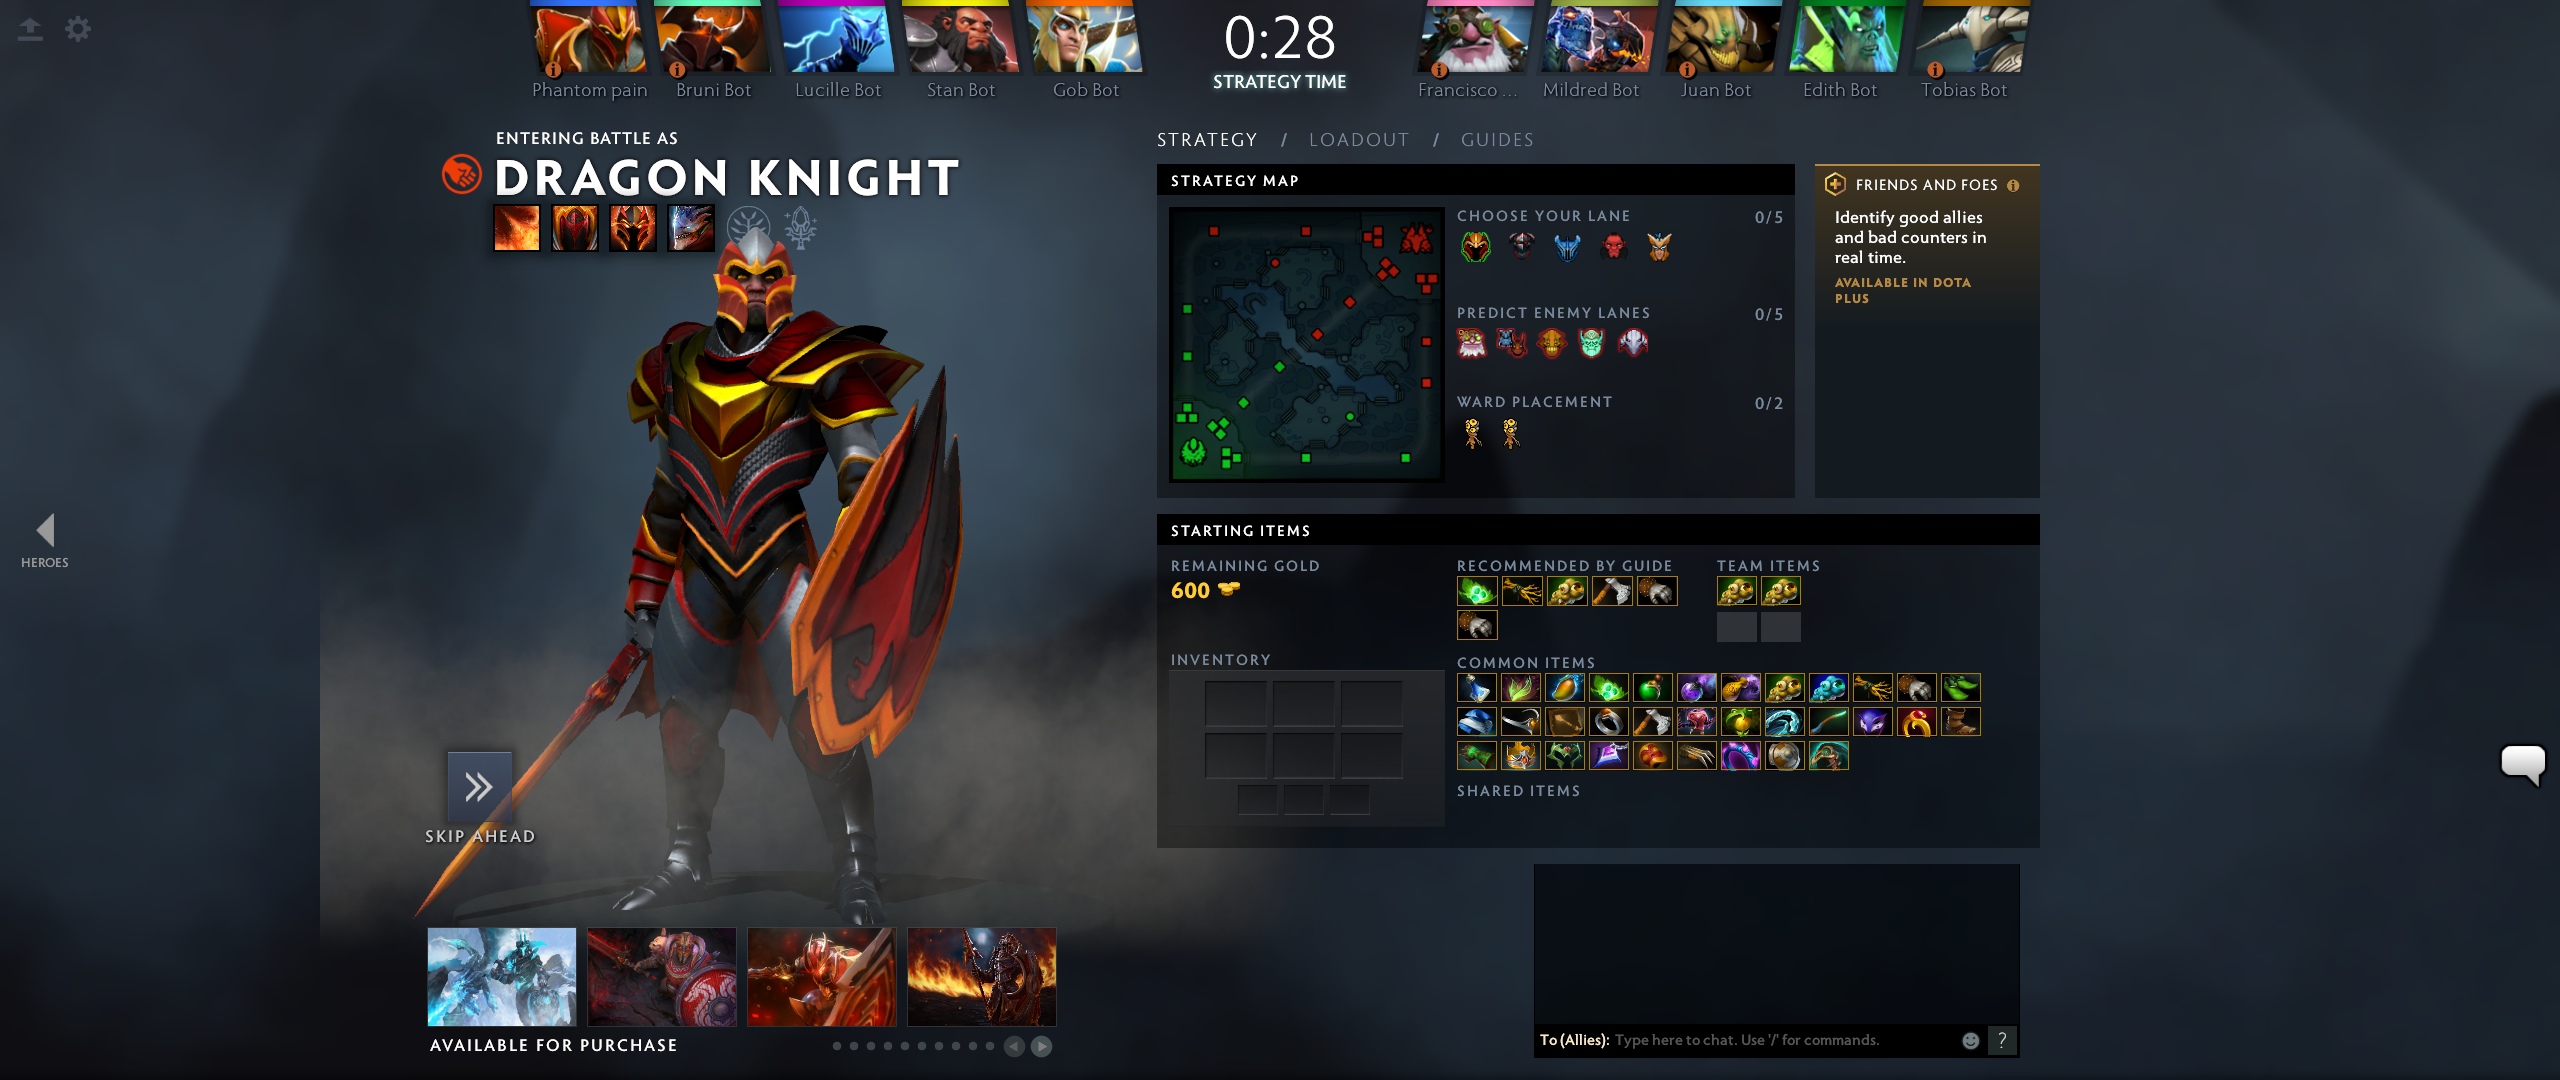 0:28
STRATEGY TIME
Phantom pain
Bruni Bot
Lucille Bot
Stan Bot
Gob Bot
Francisco ...
Mildred Bot
Juan Bot
Edith Bot
Tobias Bot
ENTERING BATTLE AS
DRAGON KNIGHT
HEROES
SKIP AHEAD
AVAILABLE FOR PURCHASE
STRATEGY / LOADOUT / GUIDES
STRATEGY MAP
CHOOSE YOUR LANE 0/5
PREDICT ENEMY LANES 0/5
WARD PLACEMENT 0/2
FRIENDS AND FOES
Identify good allies
and bad counters in
real time.
AVAILABLE IN DOTA
PLUS
STARTING ITEMS
REMAINING GOLD
600
INVENTORY
RECOMMENDED BY GUIDE
TEAM ITEMS
COMMON ITEMS
SHARED ITEMS
To (Allies): Type here to chat. Use '/' for commands.
?